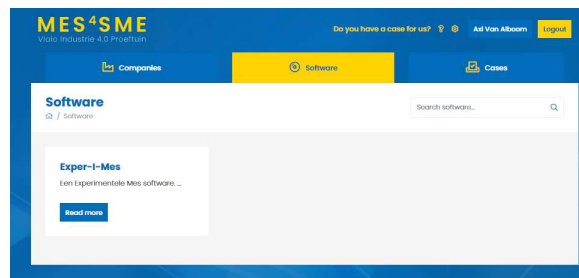 MES⁴SME
Vlaio Industrie 4.0 Proeftuin
Do you have a case for us?
Axl Van Alboom
Logout
Companies
Software
Cases
Software
/ Software
Search software...
Exper-I-Mes
Een Experimentele Mes software. ...
Read more